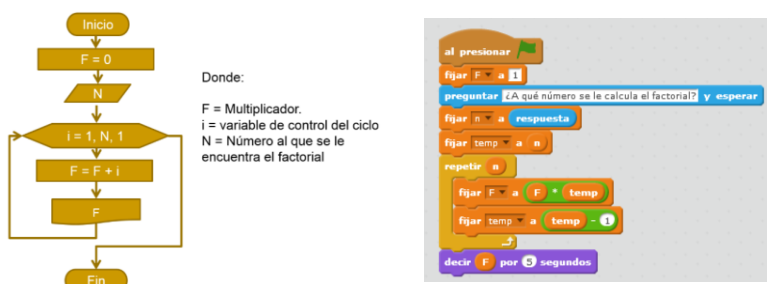 Inicio
F = 0
N
i = 1, N, 1
F = F + i
F
Fin
Donde:
F = Multiplicador.
i = variable de control del ciclo
N = Número al que se le
encuentra el factorial
al presionar
fijar F a 1
preguntar ¿A qué número se le calcula el factorial? y esperar
fijar n a respuesta
fijar temp a n
repetir n
fijar F a F * temp
fijar temp a temp - 1
decir F por 5 segundos